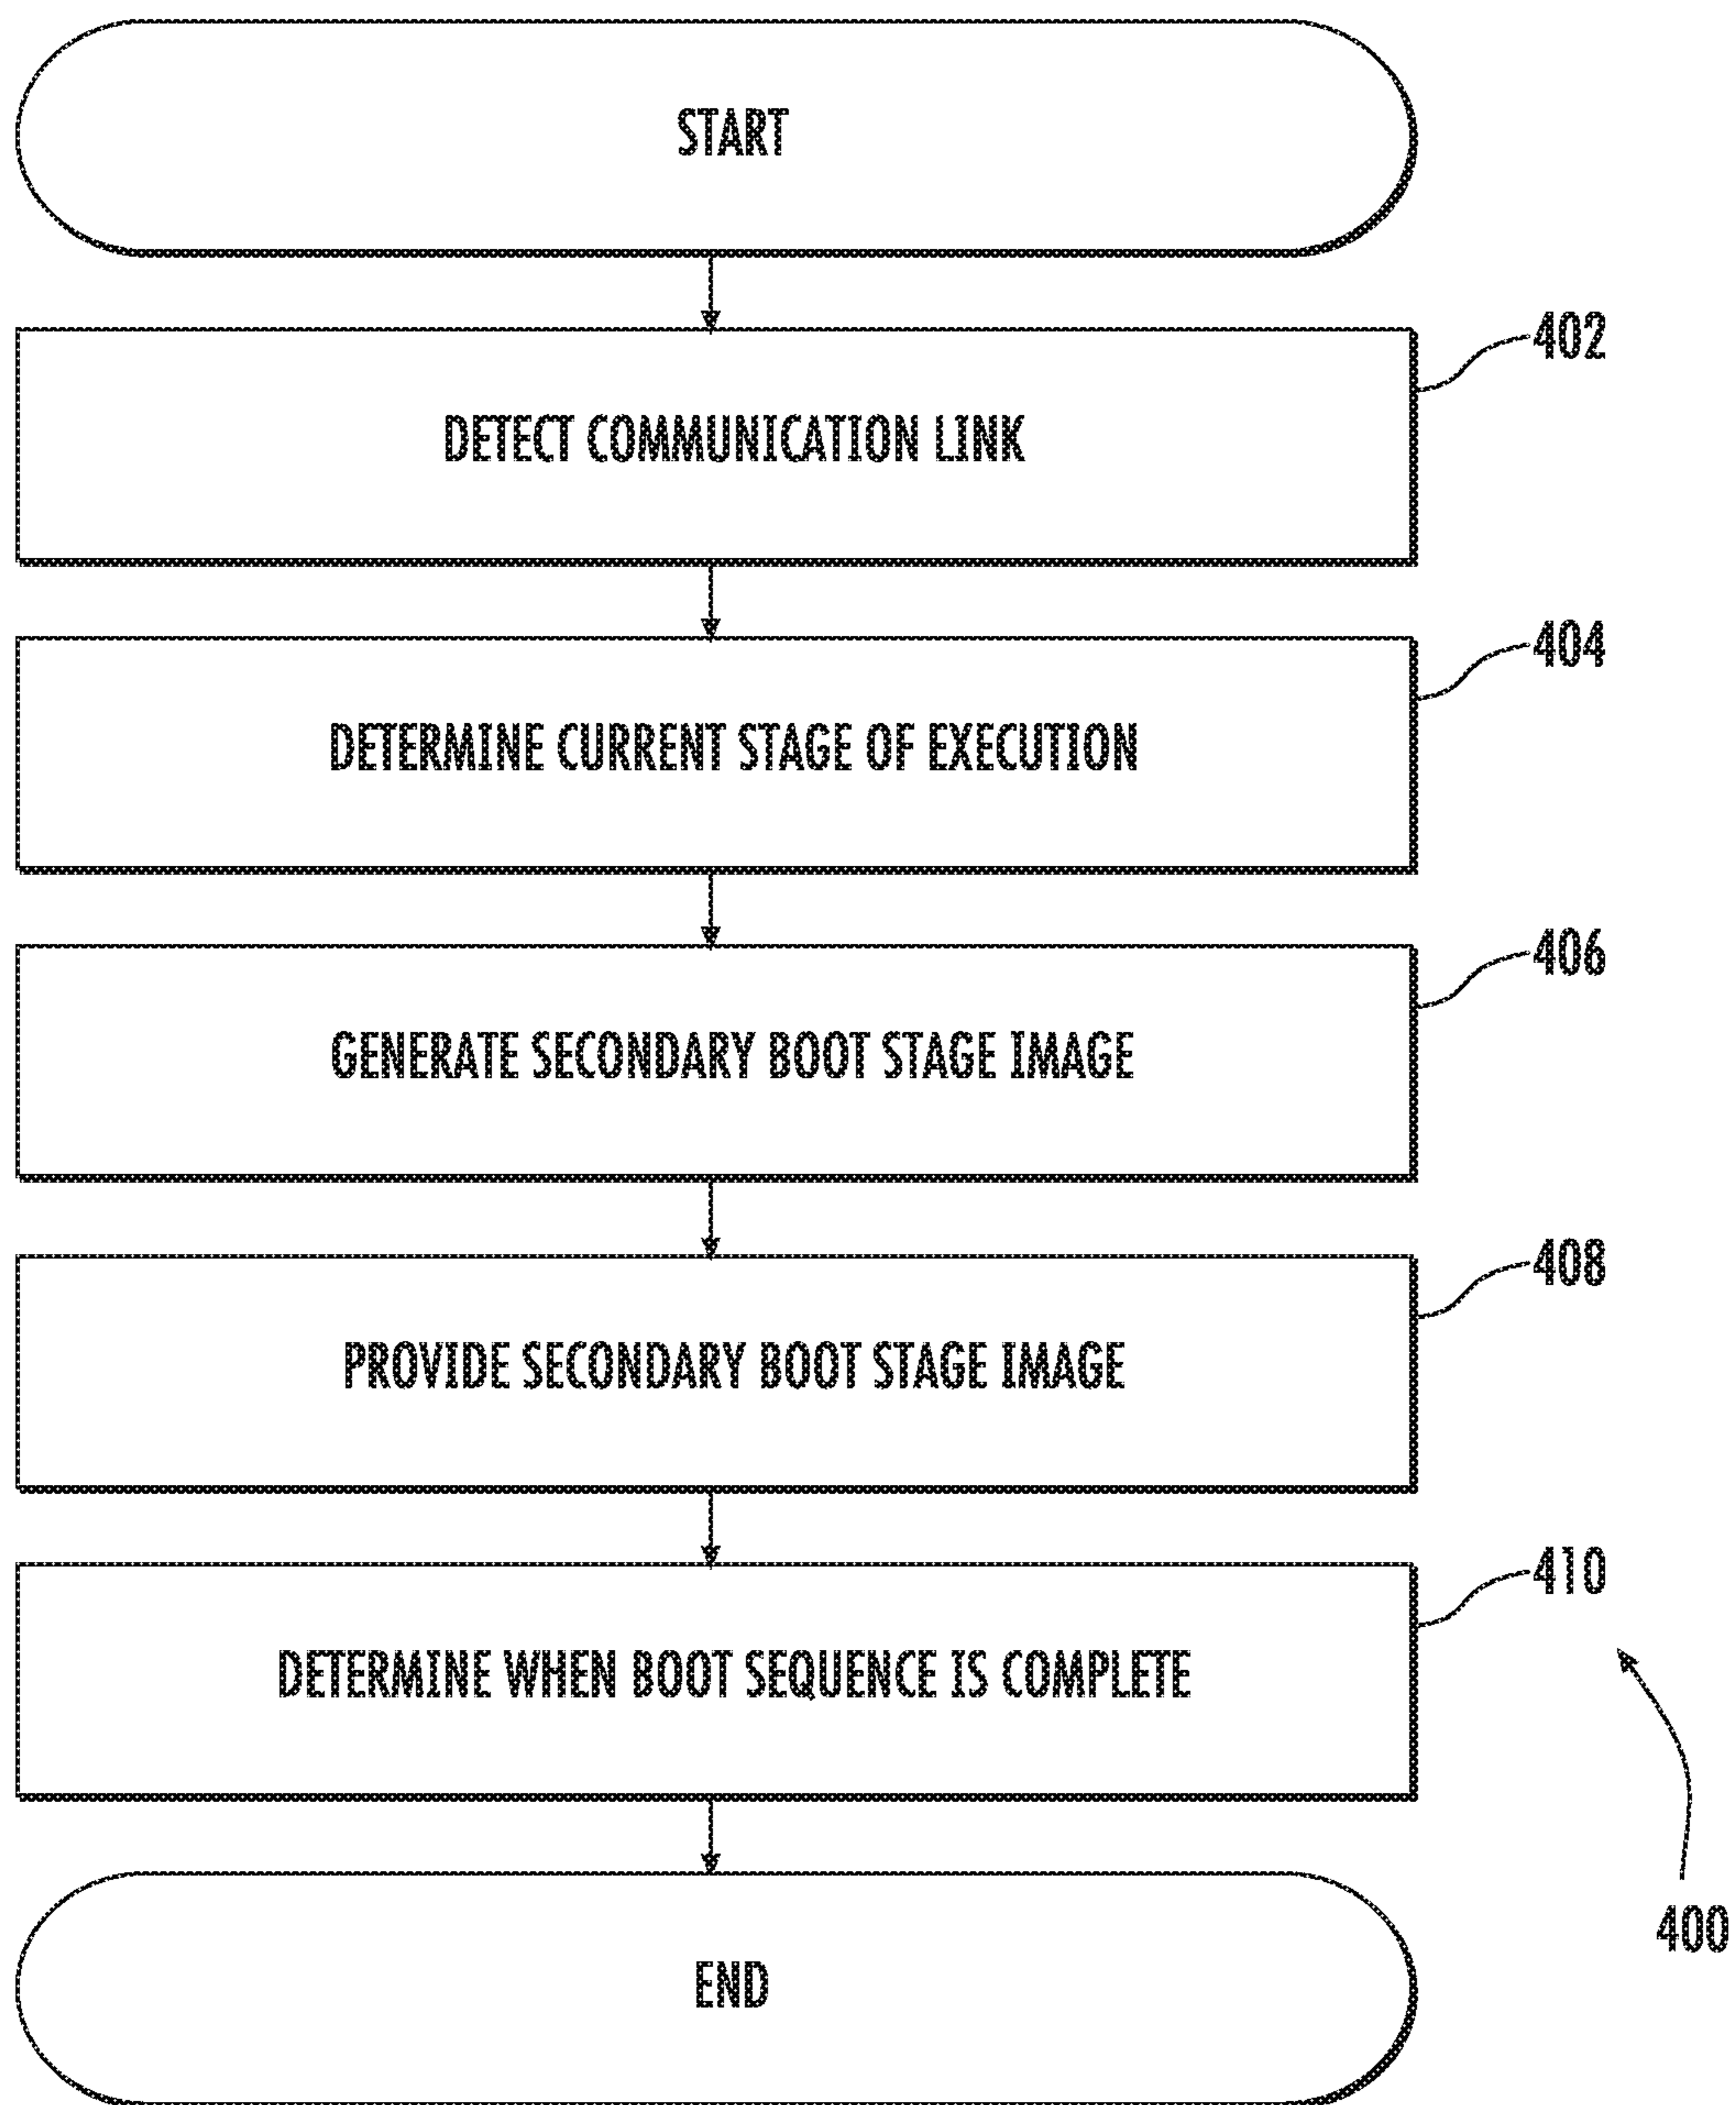 START
402
DETECT COMMUNICATION LINK
404
DETERMINE CURRENT STAGE OF EXECUTION
406
GENERATE SECONDARY BOOT STAGE IMAGE
408
PROVIDE SECONDARY BOOT STAGE IMAGE
410
DETERMINE WHEN BOOT SEQUENCE IS COMPLETE
400
END